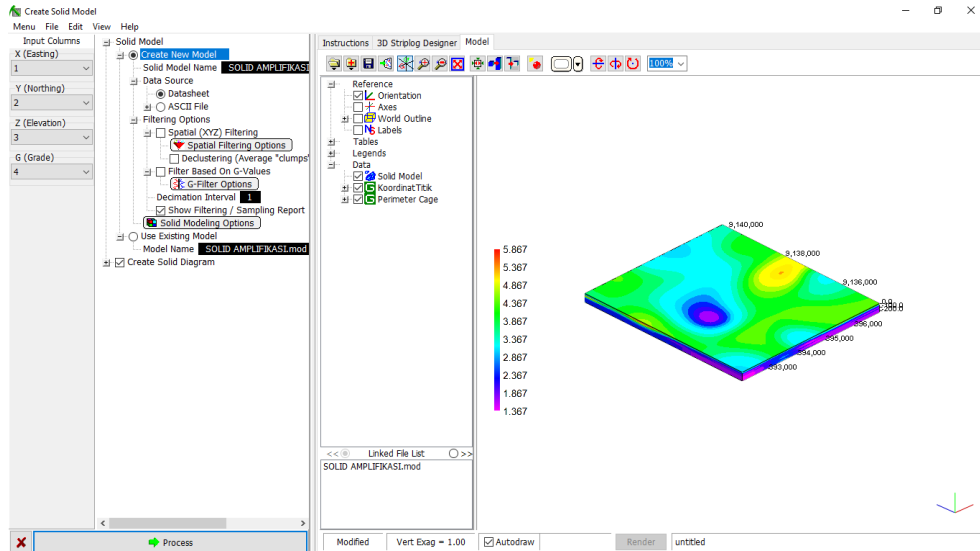 Create Solid Model
Menu File Edit View Help
Input Columns
X (Easting)
1
Y (Northing)
2
Z (Elevation)
3
G (Grade)
4
Solid Model
Create New Model
Solid Model Name SOLID AMPLIFIKASI
Data Source
Datasheet
ASCII File
Filtering Options
Spatial (XYZ) Filtering
Spatial Filtering Options
Declustering (Average "clumps"
Filter Based On G-Values
G-Filter Options
Decimation Interval 1
Show Filtering / Sampling Report
Solid Modeling Options
Use Existing Model
Model Name SOLID AMPLIFIKASI.mod
Create Solid Diagram
Process
Instructions 3D Striplog Designer Model
100%
Reference
Orientation
Axes
World Outline
Labels
Tables
Legends
Data
Solid Model
KoordinatTitik
Perimeter Cage
<< Linked File List >>
SOLID AMPLIFIKASI.mod
5.867
5.367
4.867
4.367
3.867
3.367
2.867
2.367
1.867
1.367
9,140,000
9,138,000
9,136,000
0.0
-200.0
396,000
395,000
394,000
393,000
Modified Vert Exag = 1.00 Autodraw Render untitled